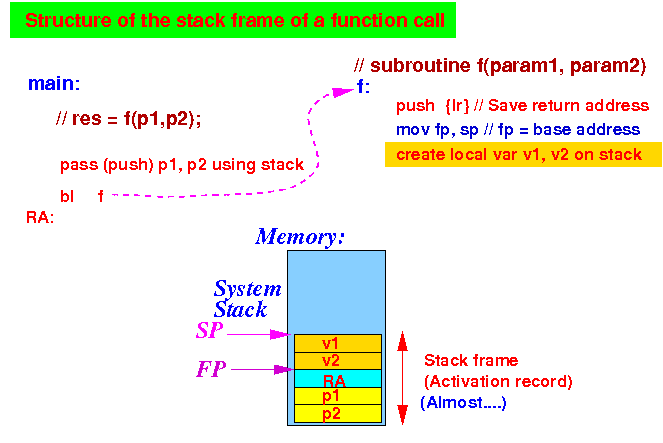 Structure of the stack frame of a function call
main:
// res = f(p1,p2);
pass (push) p1, p2 using stack
bl f
RA:
// subroutine f(param1, param2)
f:
push {lr} // Save return address
mov fp, sp // fp = base address
create local var v1, v2 on stack
Memory:
System
Stack
SP
FP
v1
v2
RA
p1
p2
Stack frame
(Activation record)
(Almost....)